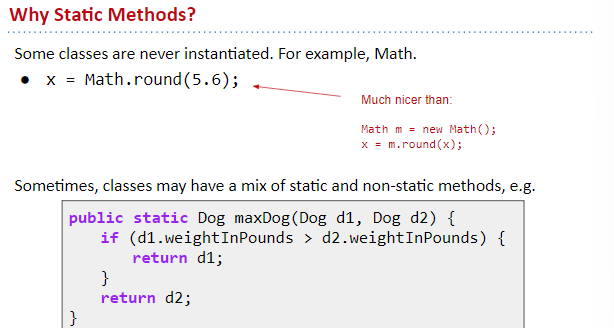 Why Static Methods?
Some classes are never instantiated. For example, Math.
● x = Math.round(5.6);
Much nicer than:
Math m = new Math();
x = m.round(x);
Sometimes, classes may have a mix of static and non-static methods, e.g.
public static Dog maxDog(Dog d1, Dog d2) {
if (d1.weightInPounds > d2.weightInPounds) {
return d1;
}
return d2;
}